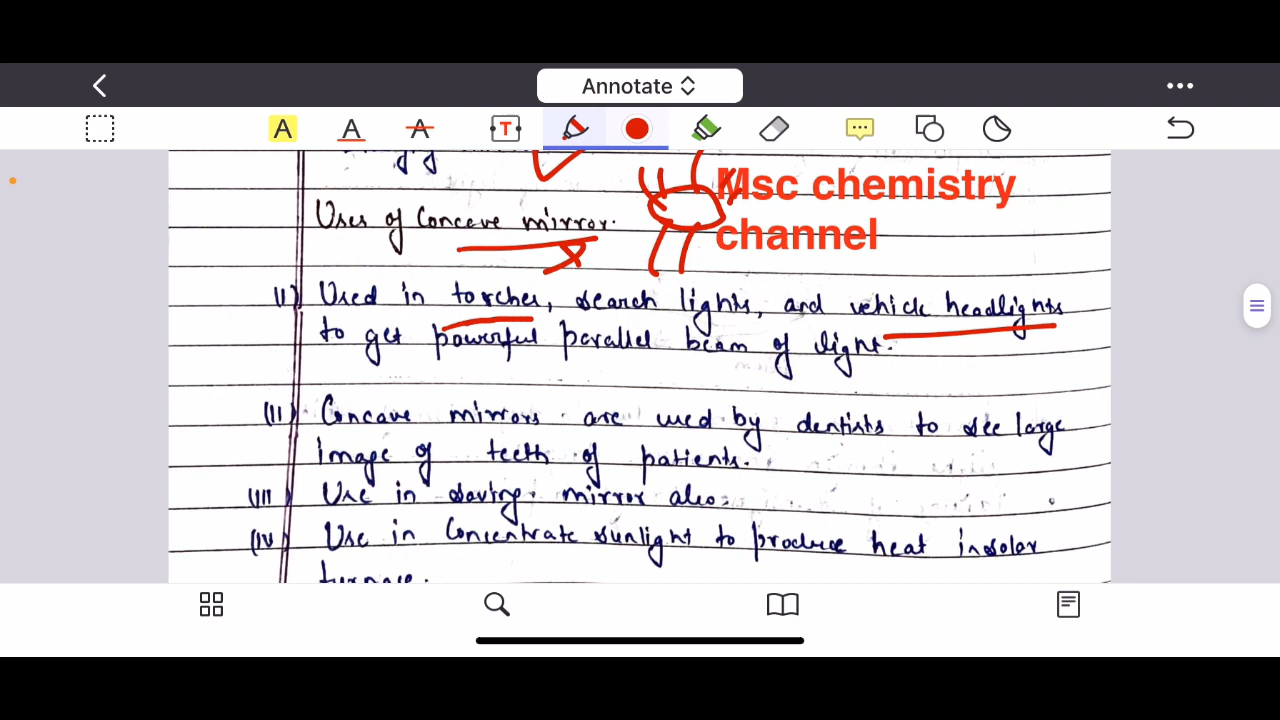 Annotate
A
A
A
T
Msc chemistry
channel
Uses of Concave mirror.
(I) Used in torches, search lights, and vehicle headlights
to get powerful parallel beam of light.
(II) Concave mirrors are used by dentists to see large
image of teeth of patients.
(III) Use in saving mirror also.
(IV) Use in Concentrate sunlight to produce heat in solar
furnace.